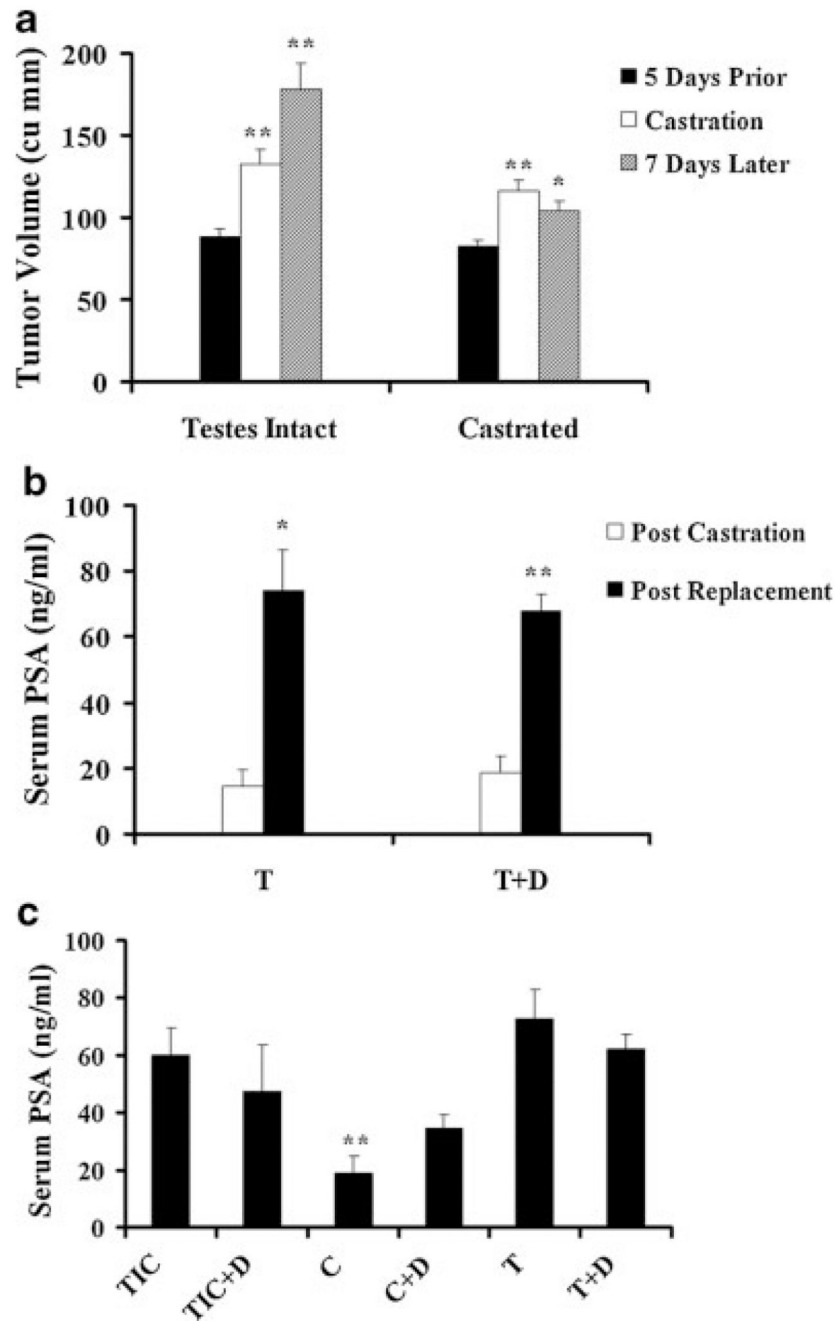 a
Tumor Volume (cu mm)
200
150
100
50
0
**
**
**
*
5 Days Prior
Castration
7 Days Later
Testes Intact Castrated
b
Serum PSA (ng/ml)
100
80
60
40
20
0
*
**
Post Castration
Post Replacement
T T+D
c
Serum PSA (ng/ml)
100
80
60
40
20
0
**
TIC TIC+D C C+D T T+D